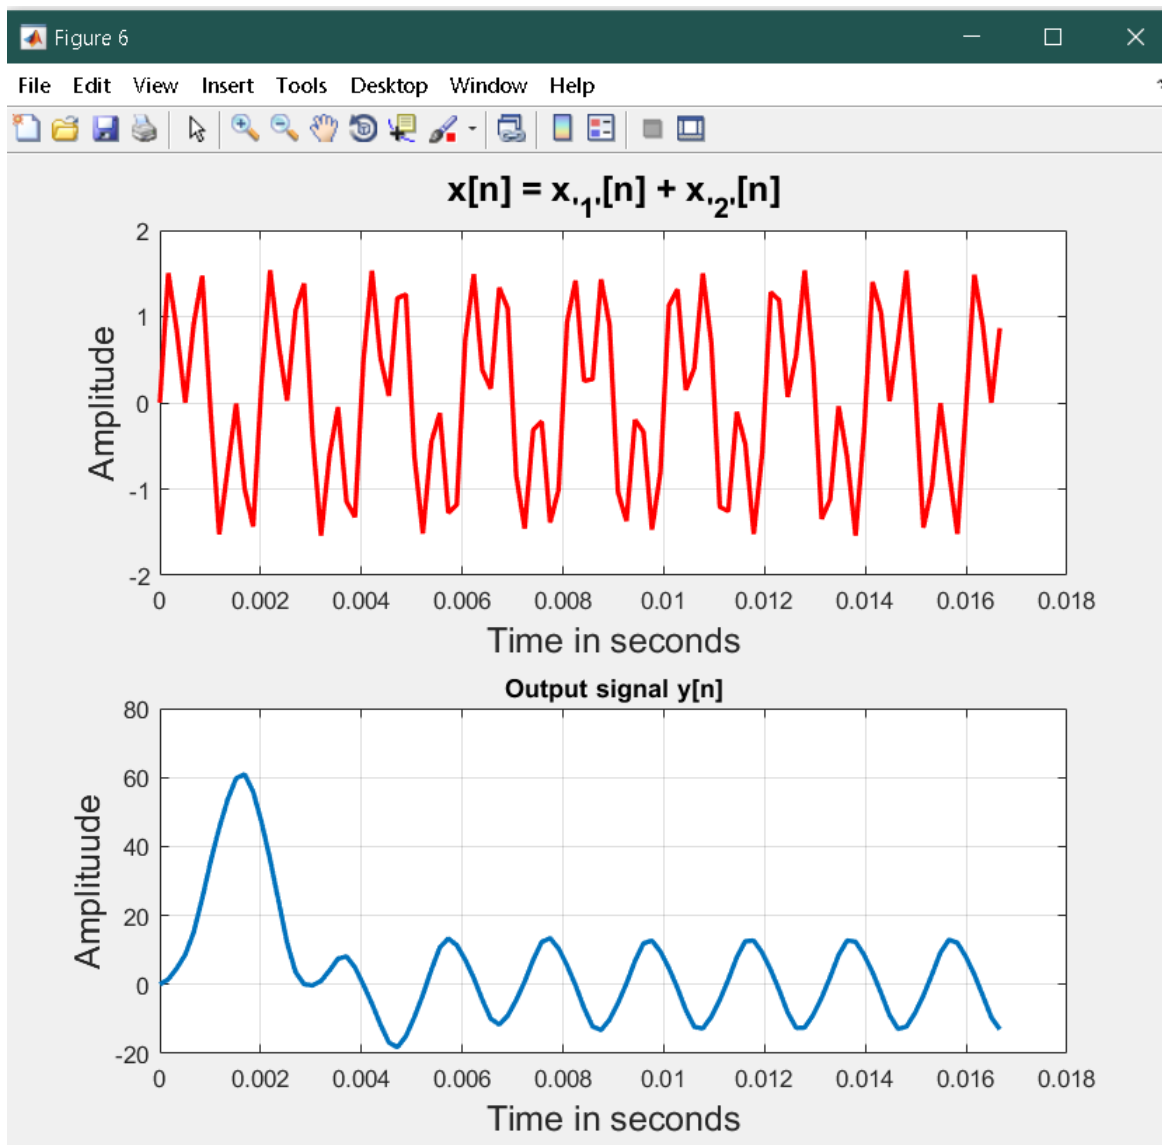 Figure 6
File Edit View Insert Tools Desktop Window Help
x[n] = x'1'[n] + x'2'[n]
2
1
0
-1
-2
Amplitude
0 0.002 0.004 0.006 0.008 0.01 0.012 0.014 0.016 0.018
Time in seconds
Output signal y[n]
80
60
40
20
0
-20
Amplituude
0 0.002 0.004 0.006 0.008 0.01 0.012 0.014 0.016 0.018
Time in seconds